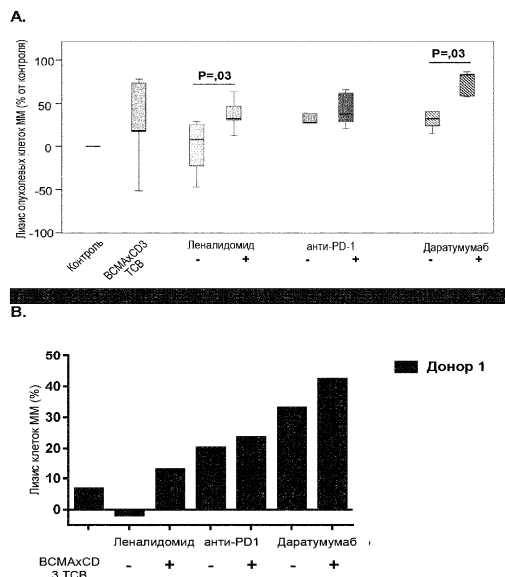 А.
Лизис опухолевых клеток ММ (% от контроля)
100
50
0
-50
-100
P=,03
P=,03
Контроль
BCMAxCD3
TCB
Леналидомид
анти-PD-1
Даратумумаб
- + - + - +
В.
Лизис клеток ММ (%)
50
40
30
20
10
0
Донор 1
Леналидомид анти-PD1 Даратумумаб
BCMAxCD
3 TCB
- + - + - +